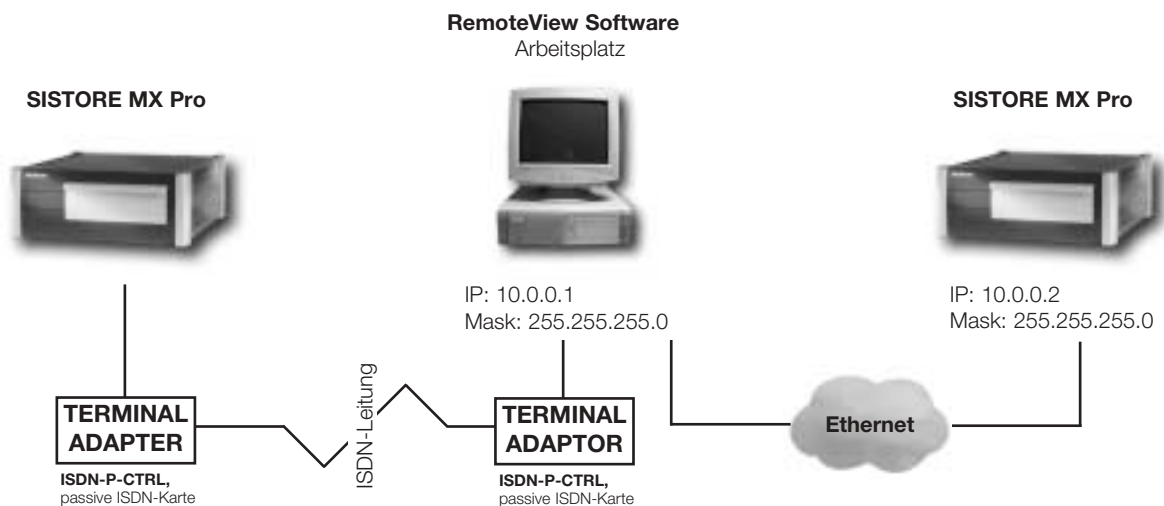 RemoteView Software
Arbeitsplatz
SISTORE MX Pro
SISTORE MX Pro
IP: 10.0.0.1
Mask: 255.255.255.0
IP: 10.0.0.2
Mask: 255.255.255.0
TERMINAL
ADAPTER
ISDN-P-CTRL,
passive ISDN-Karte
ISDN-Leitung
TERMINAL
ADAPTOR
ISDN-P-CTRL,
passive ISDN-Karte
Ethernet